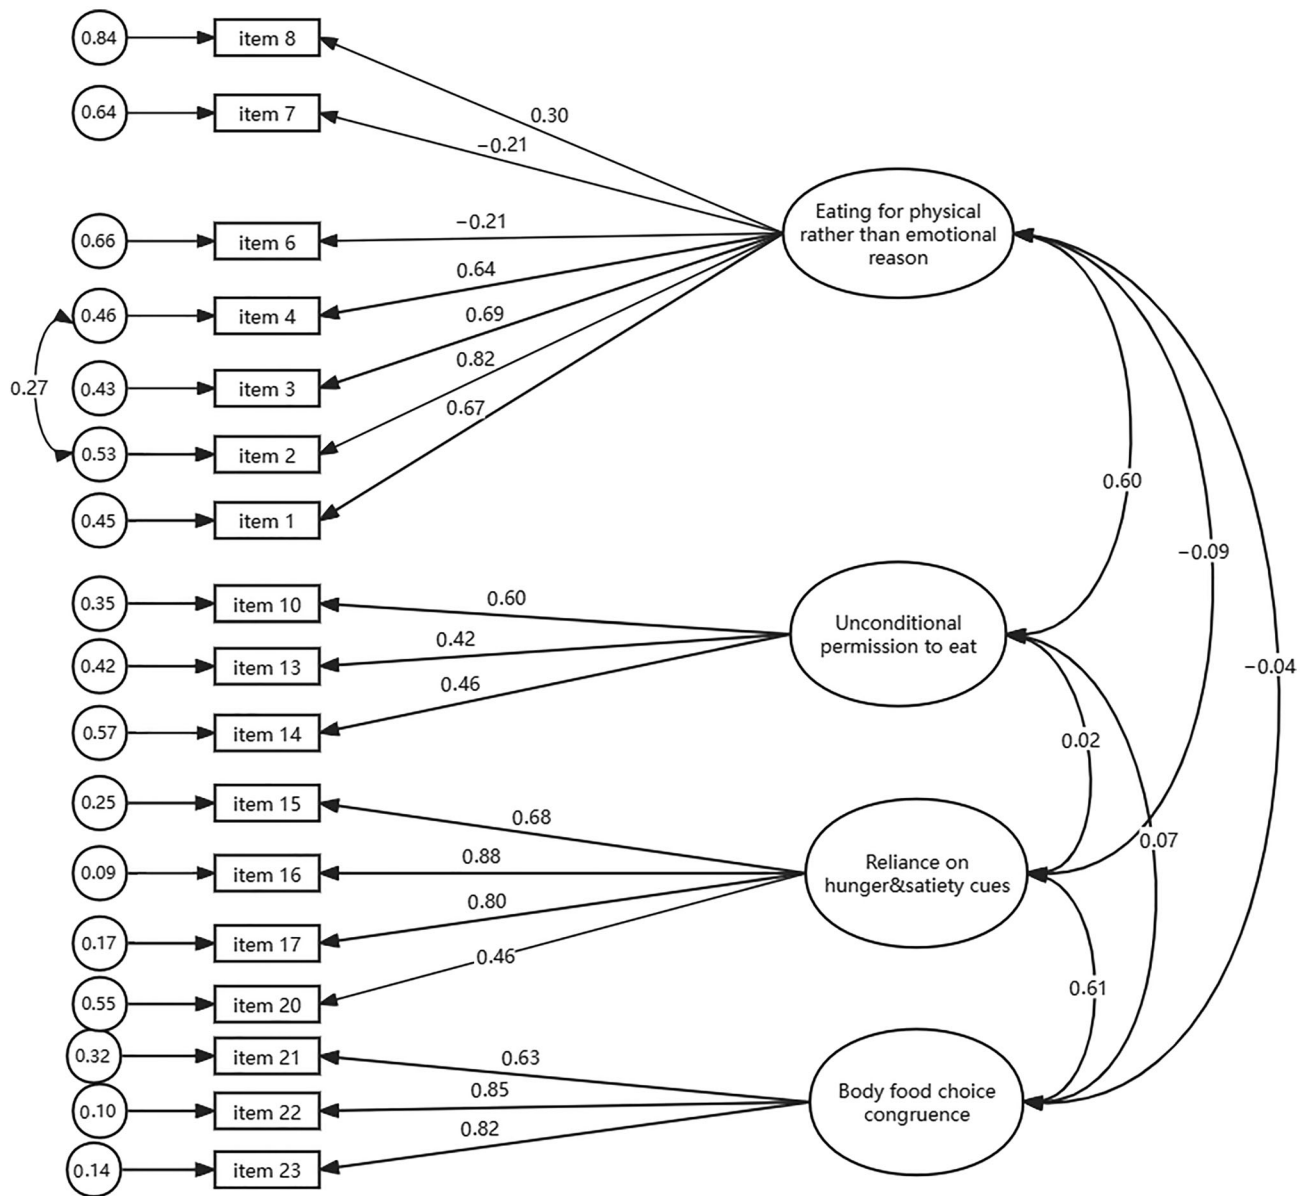 0.84
item 8
0.30
0.64
item 7
−0.21
Eating for physical
rather than emotional
reason
0.66
item 6
−0.21
0.46
item 4
0.64
0.27
0.43
item 3
0.69
0.53
item 2
0.82
0.45
item 1
0.67
0.60
−0.09
−0.04
0.35
item 10
0.60
Unconditional
permission to eat
0.42
item 13
0.42
0.57
item 14
0.46
0.02
0.07
0.25
item 15
0.68
Reliance on
hunger&satiety cues
0.09
item 16
0.88
0.17
item 17
0.80
0.55
item 20
0.46
0.61
0.32
item 21
0.63
Body food choice
congruence
0.10
item 22
0.85
0.14
item 23
0.82